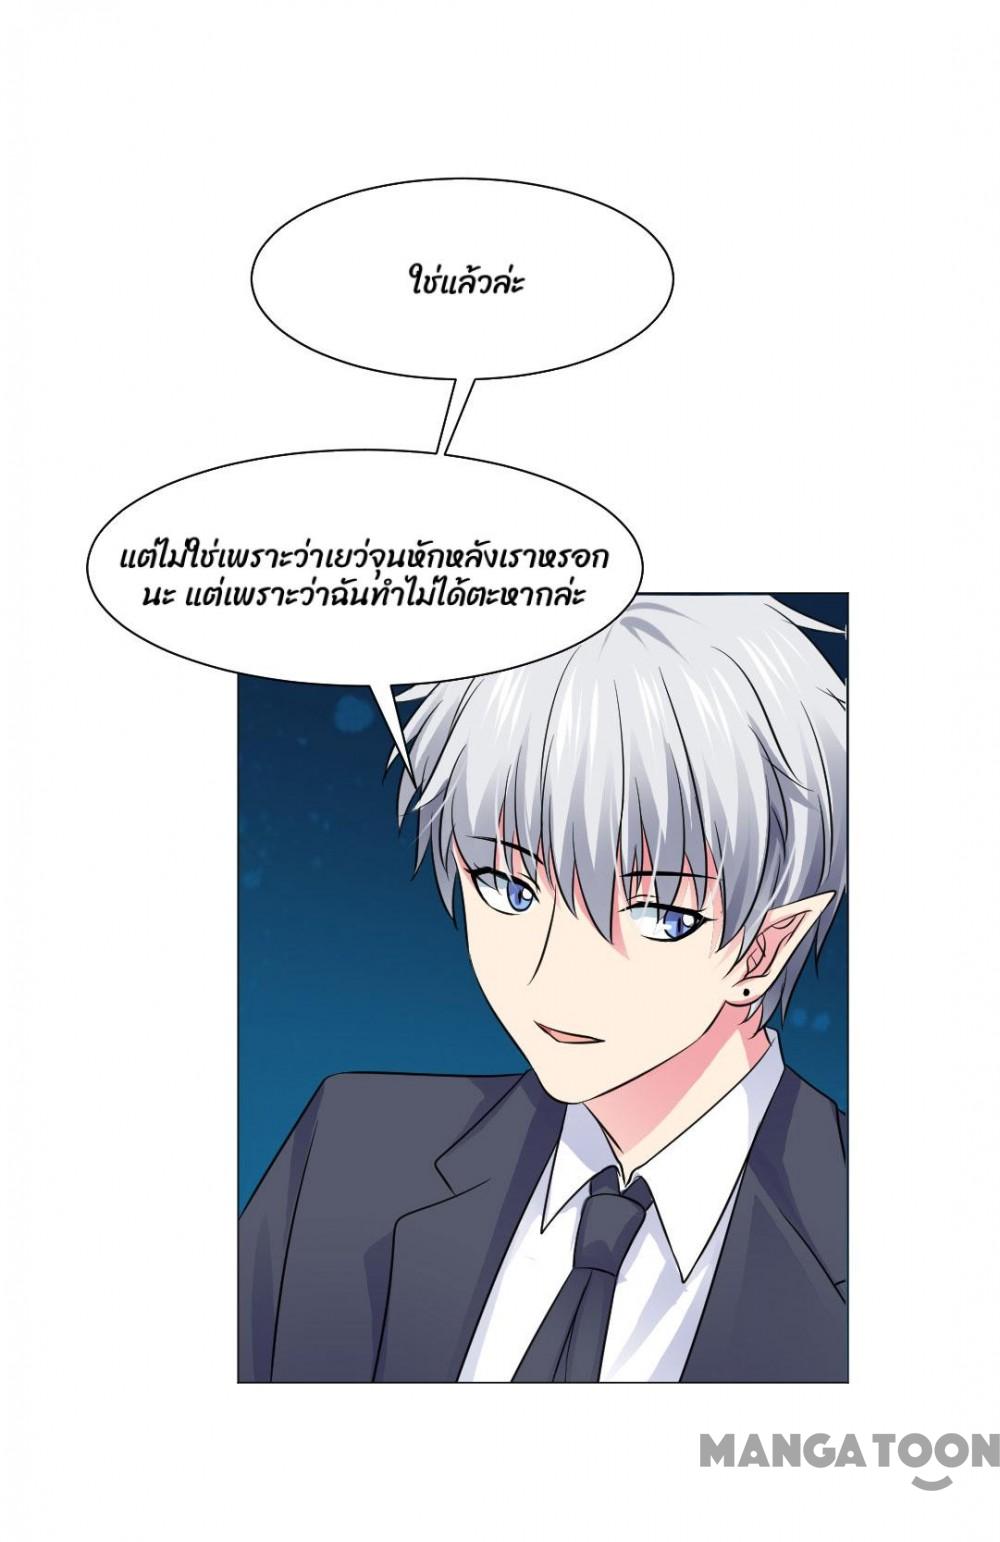 ใช่แล้วล่ะ
แต่ไม่ใช่เพราะว่าเยว่จุนหักหลังเราหรอก
นะ แต่เพราะว่าฉันทำไม่ได้ตะหากล่ะ
MANGATOON